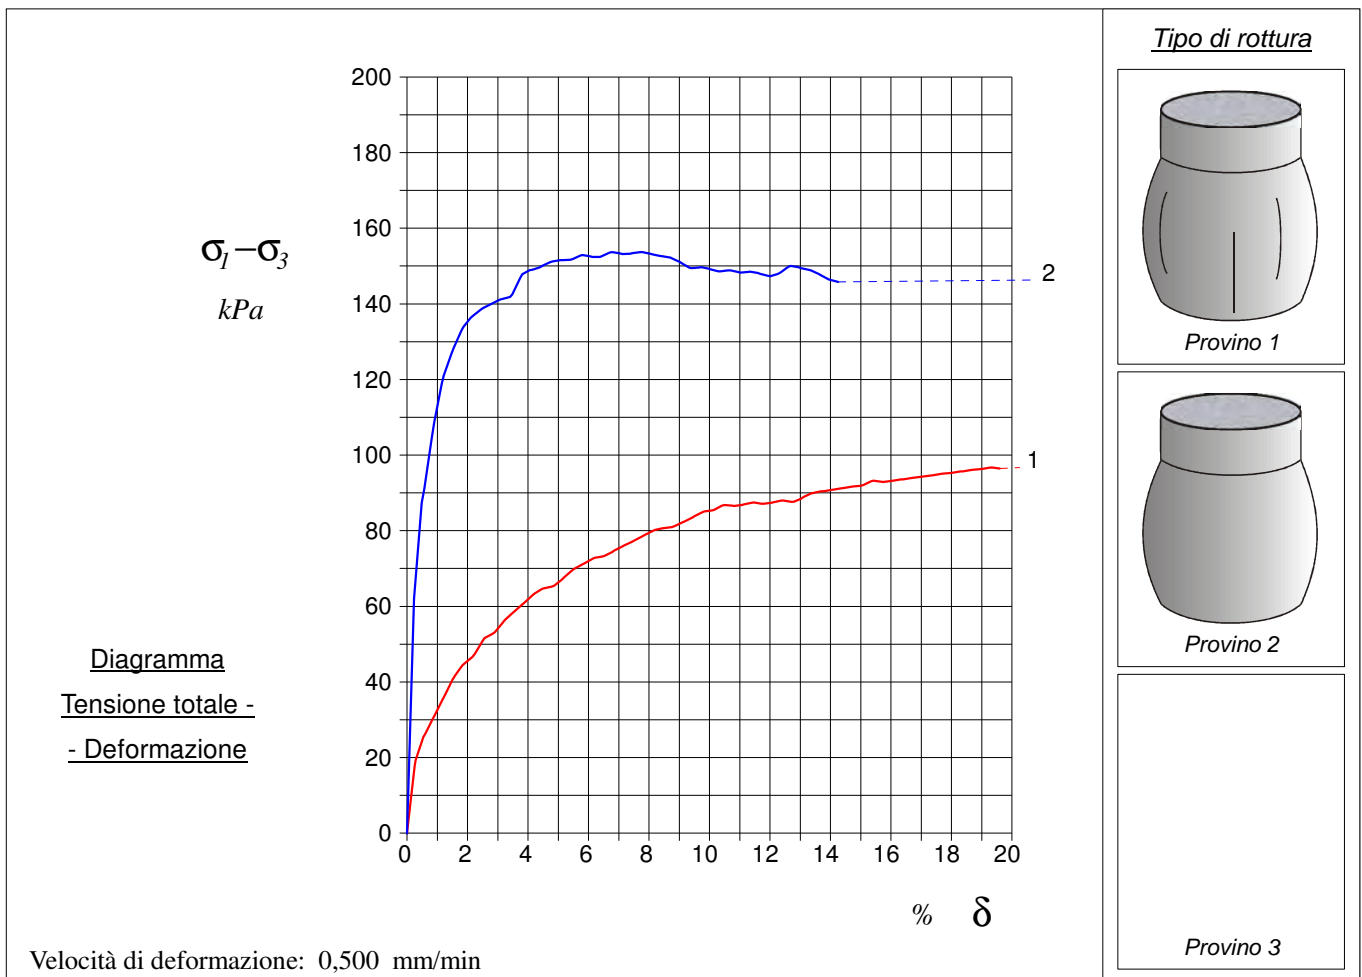 Tipo di rottura
200
180
160
140
120
100
80
60
40
20
0
σ1−σ3
kPa
2
1
Diagramma
Tensione totale -
- Deformazione
0 2 4 6 8 10 12 14 16 18 20
% δ
Velocità di deformazione: 0,500 mm/min
Provino 1
Provino 2
Provino 3